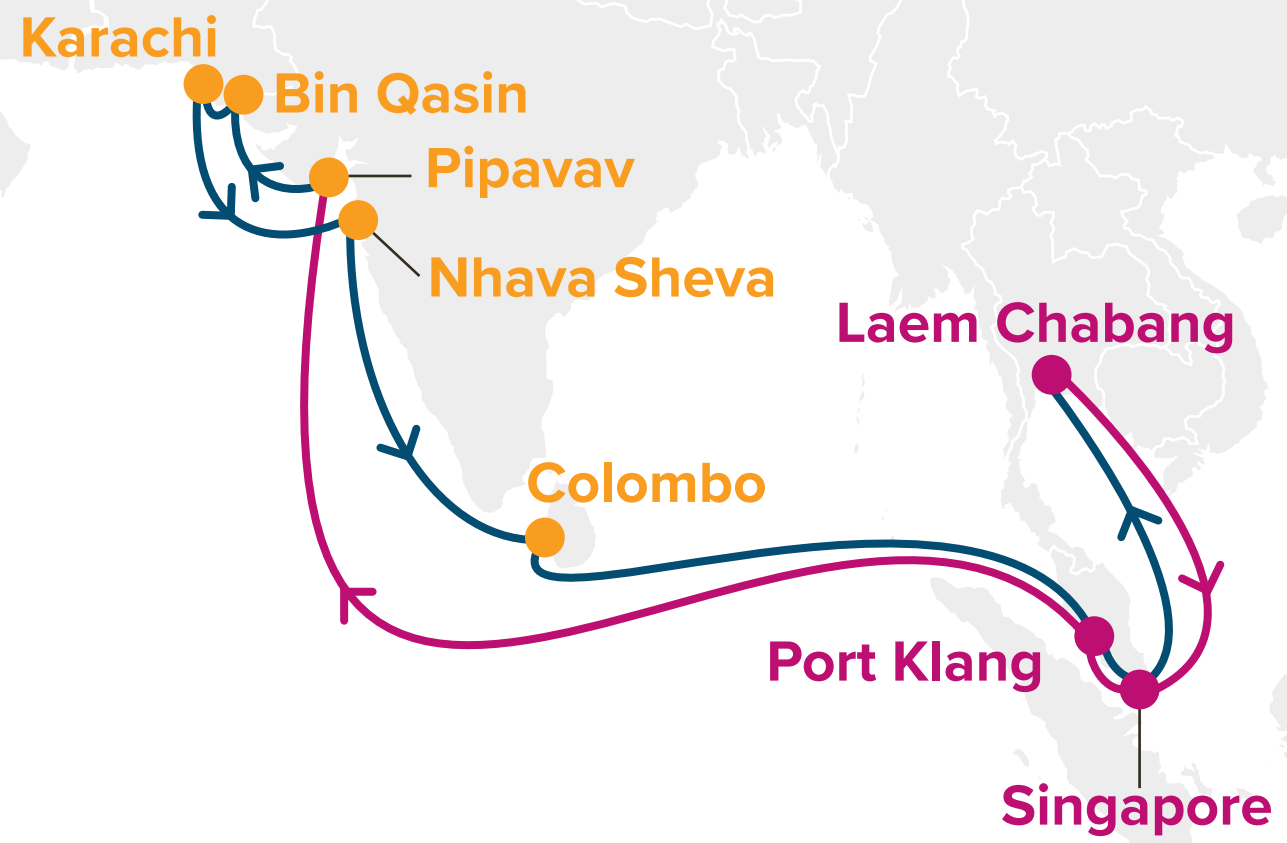 Karachi
Bin Qasin
Pipavav
Nhava Sheva
Laem Chabang
Colombo
Port Klang
Singapore